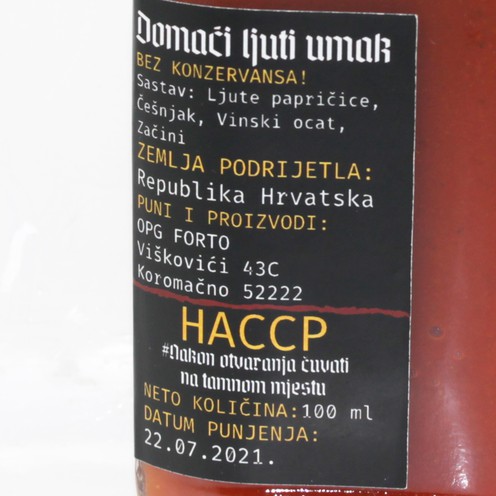 Domaći ljuti umak
BEZ KONZERVANSA!
Sastav: Ljute papričice,
Češnjak, Vinski ocat,
Začini
ZEMLJA PODRIJETLA:
Republika Hrvatska
PUNI I PROIZVODI:
OPG FORTO
Viškovići 43C
Koromačno 52222
HACCP
#Nakon otvaranja čuvati
na tamnom mjestu
NETO KOLIČINA:100 ml
DATUM PUNJENJA:
22.07.2021.